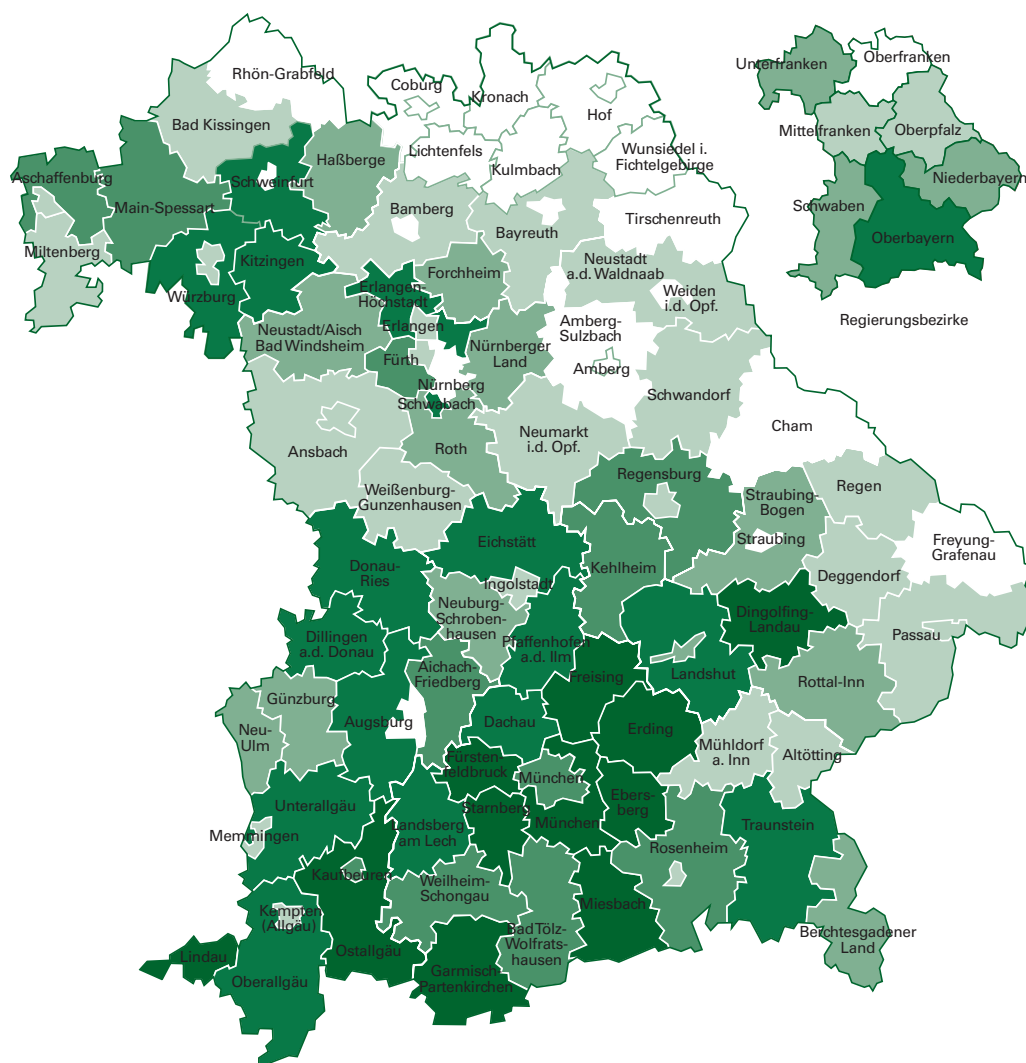 Rhön-Grabfeld
Coburg
Kronach
Hof
Bad Kissingen
Lichtenfels
Kulmbach
Wunsiedel i.
Fichtelgebirge
Haßberge
Aschaffenburg
Schweinfurt
Main-Spessart
Bamberg
Bayreuth
Tirschenreuth
Miltenberg
Kitzingen
Würzburg
Forchheim
Neustadt
a.d. Waldnaab
Erlangen-
Höchstadt
Weiden
i.d. Opf.
Erlangen
Neustadt/Aisch
Bad Windsheim
Fürth
Nürnberger
Land
Amberg-
Sulzbach
Amberg
Nürnberg
Schwabach
Schwandorf
Ansbach
Roth
Neumarkt
i.d. Opf.
Cham
Weißenburg-
Gunzenhausen
Regensburg
Straubing-
Bogen
Regen
Straubing
Freyung-
Grafenau
Eichstätt
Kehlheim
Deggendorf
Donau-
Ries
Ingolstadt
Neuburg-
Schroben-
hausen
Dingolfing-
Landau
Passau
Dillingen
a.d. Donau
Pfaffenhofen
a.d. Ilm
Aichach-
Friedberg
Freising
Landshut
Rottal-Inn
Günzburg
Neu-
Ulm
Augsburg
Dachau
Erding
Mühldorf
a. Inn
Altötting
Fürsten-
feldbruck
München
Ebers-
berg
Unterallgäu
Memmingen
Landsberg
am Lech
Starnberg
München
Traunstein
Rosenheim
Kaufbeuren
Weilheim-
Schongau
Miesbach
Kempten
(Allgäu)
Bad Tölz-
Wolfrats-
hausen
Berchtesgadener
Land
Lindau
Oberallgäu
Ostallgäu
Garmisch-
Partenkirchen
Unterfranken
Oberfranken
Mittelfranken
Oberpfalz
Niederbayern
Schwaben
Oberbayern
Regierungsbezirke